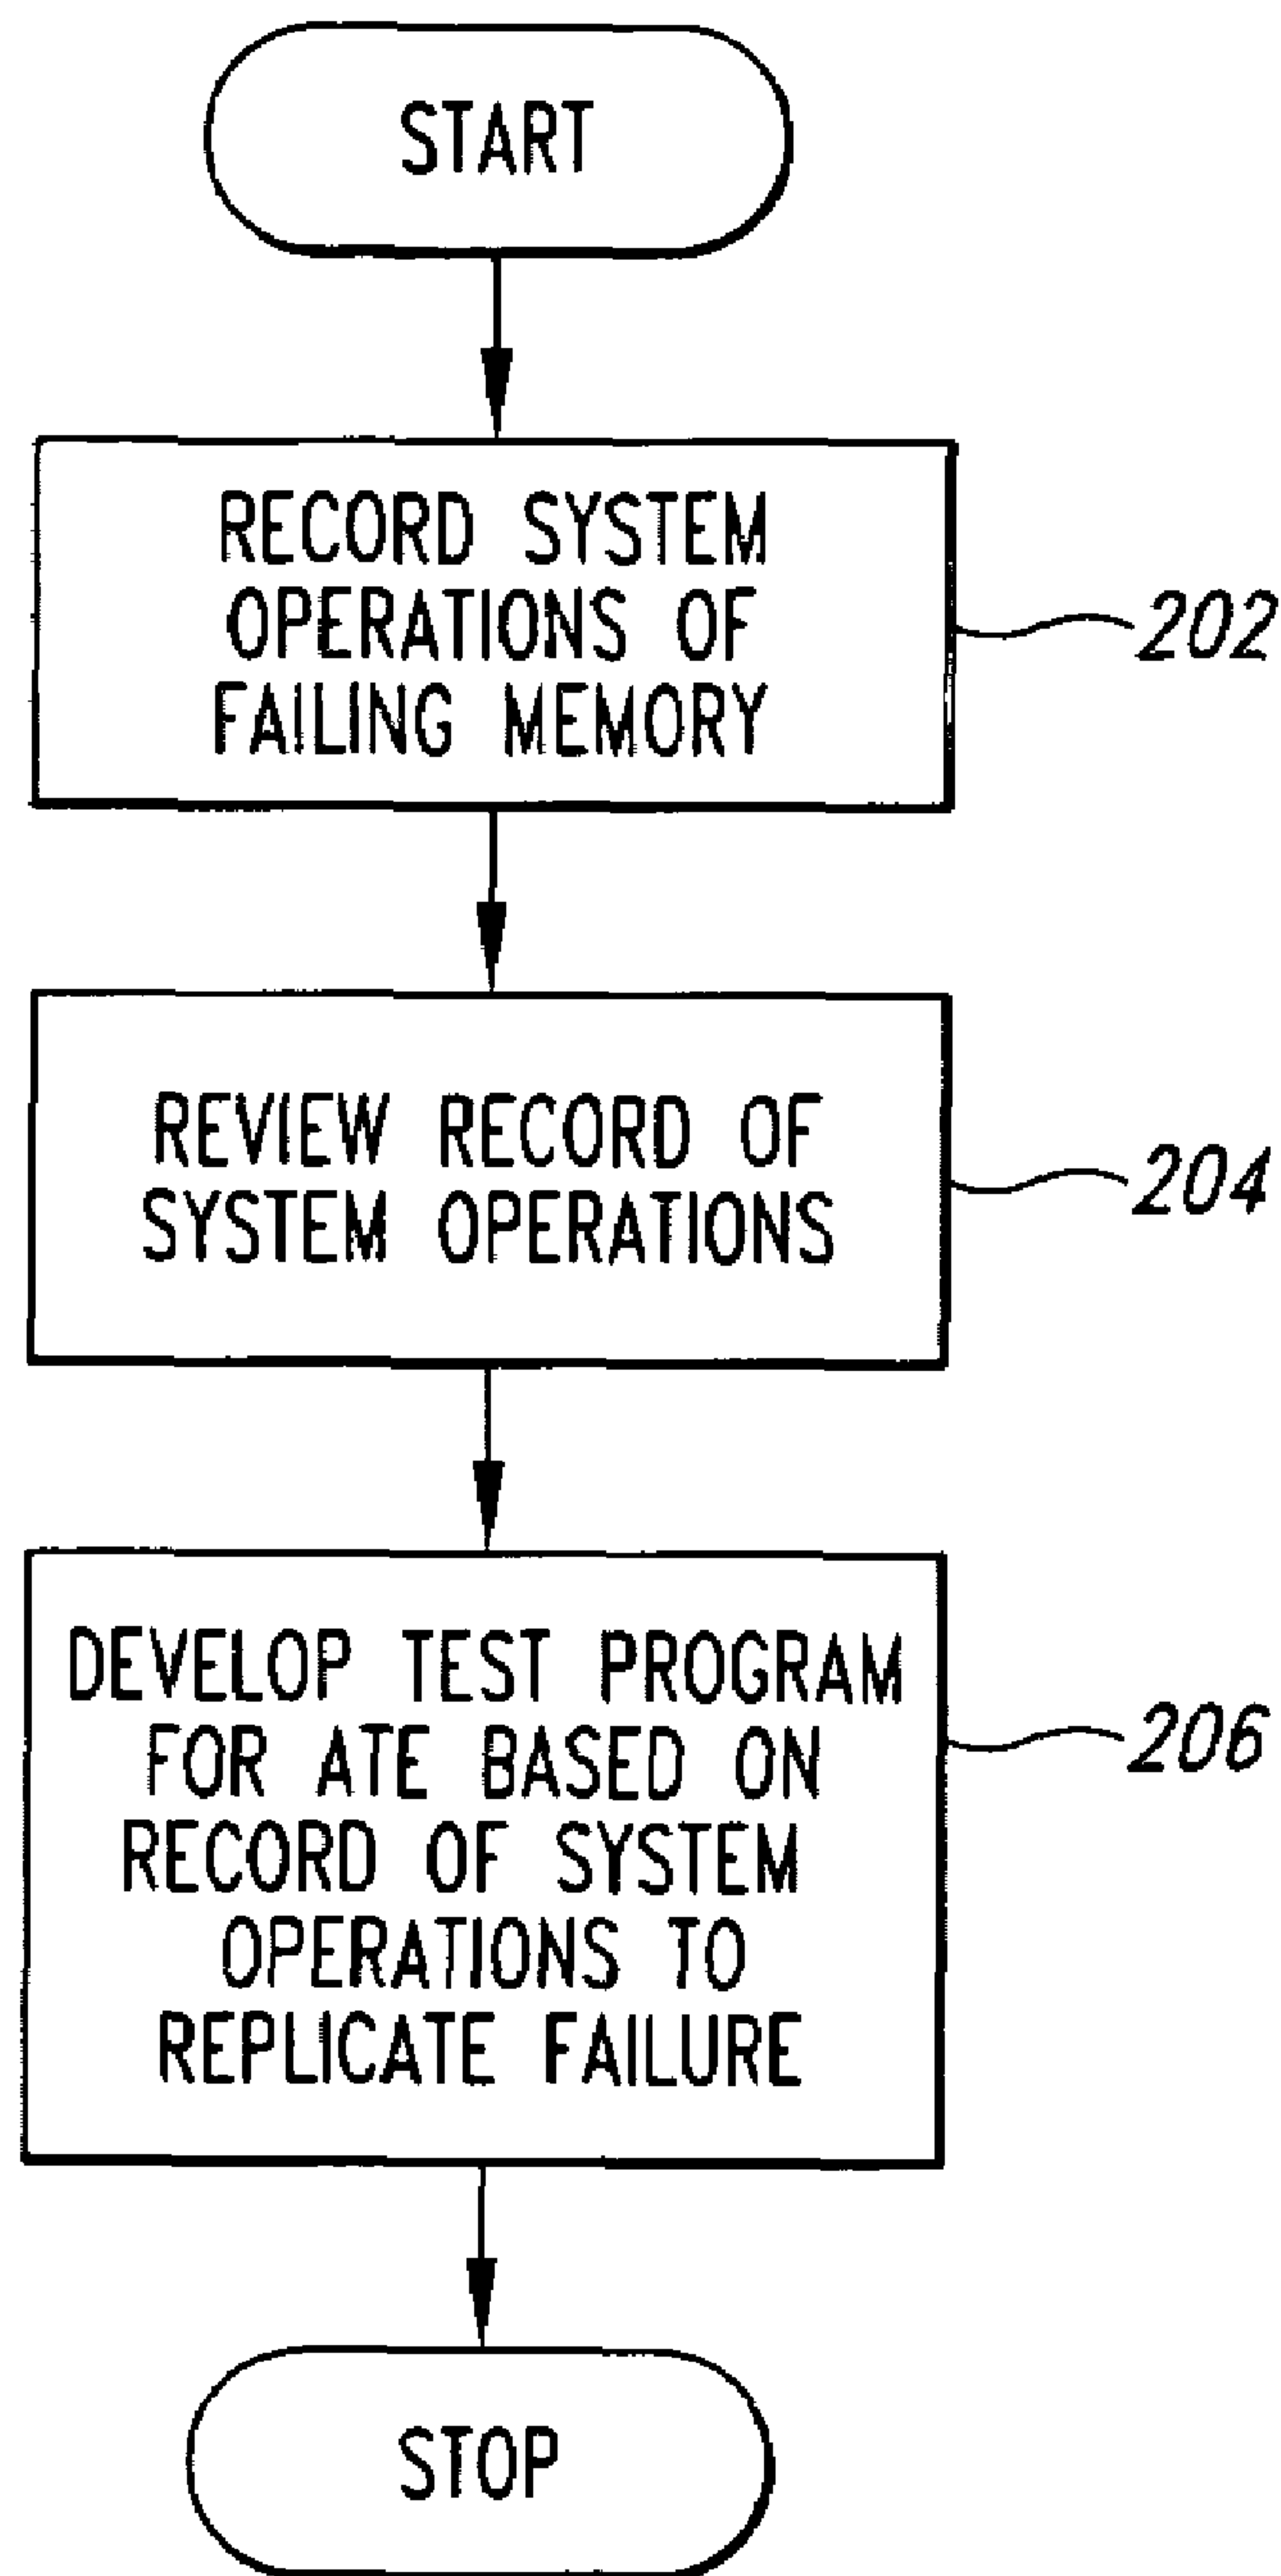 START
RECORD SYSTEM
OPERATIONS OF
FAILING MEMORY
202
REVIEW RECORD OF
SYSTEM OPERATIONS
204
DEVELOP TEST PROGRAM
FOR ATE BASED ON
RECORD OF SYSTEM
OPERATIONS TO
REPLICATE FAILURE
206
STOP